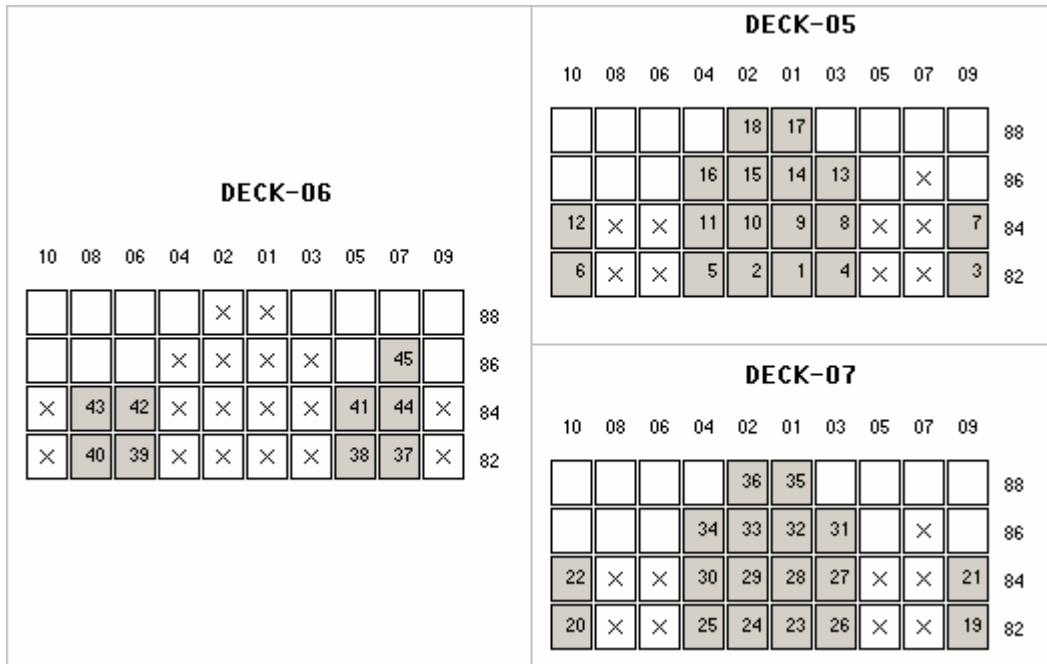 DECK-06
10 08 06 04 02 01 03 05 07 09
× × 88
× × × × 45 86
× 43 42 × × × × 41 44 × 84
× 40 39 × × × × 38 37 × 82
DECK-05
10 08 06 04 02 01 03 05 07 09
18 17 88
16 15 14 13 × 86
12 × × 11 10 9 8 × × 7 84
6 × × 5 2 1 4 × × 3 82
DECK-07
10 08 06 04 02 01 03 05 07 09
36 35 88
34 33 32 31 × 86
22 × × 30 29 28 27 × × 21 84
20 × × 25 24 23 26 × × 19 82